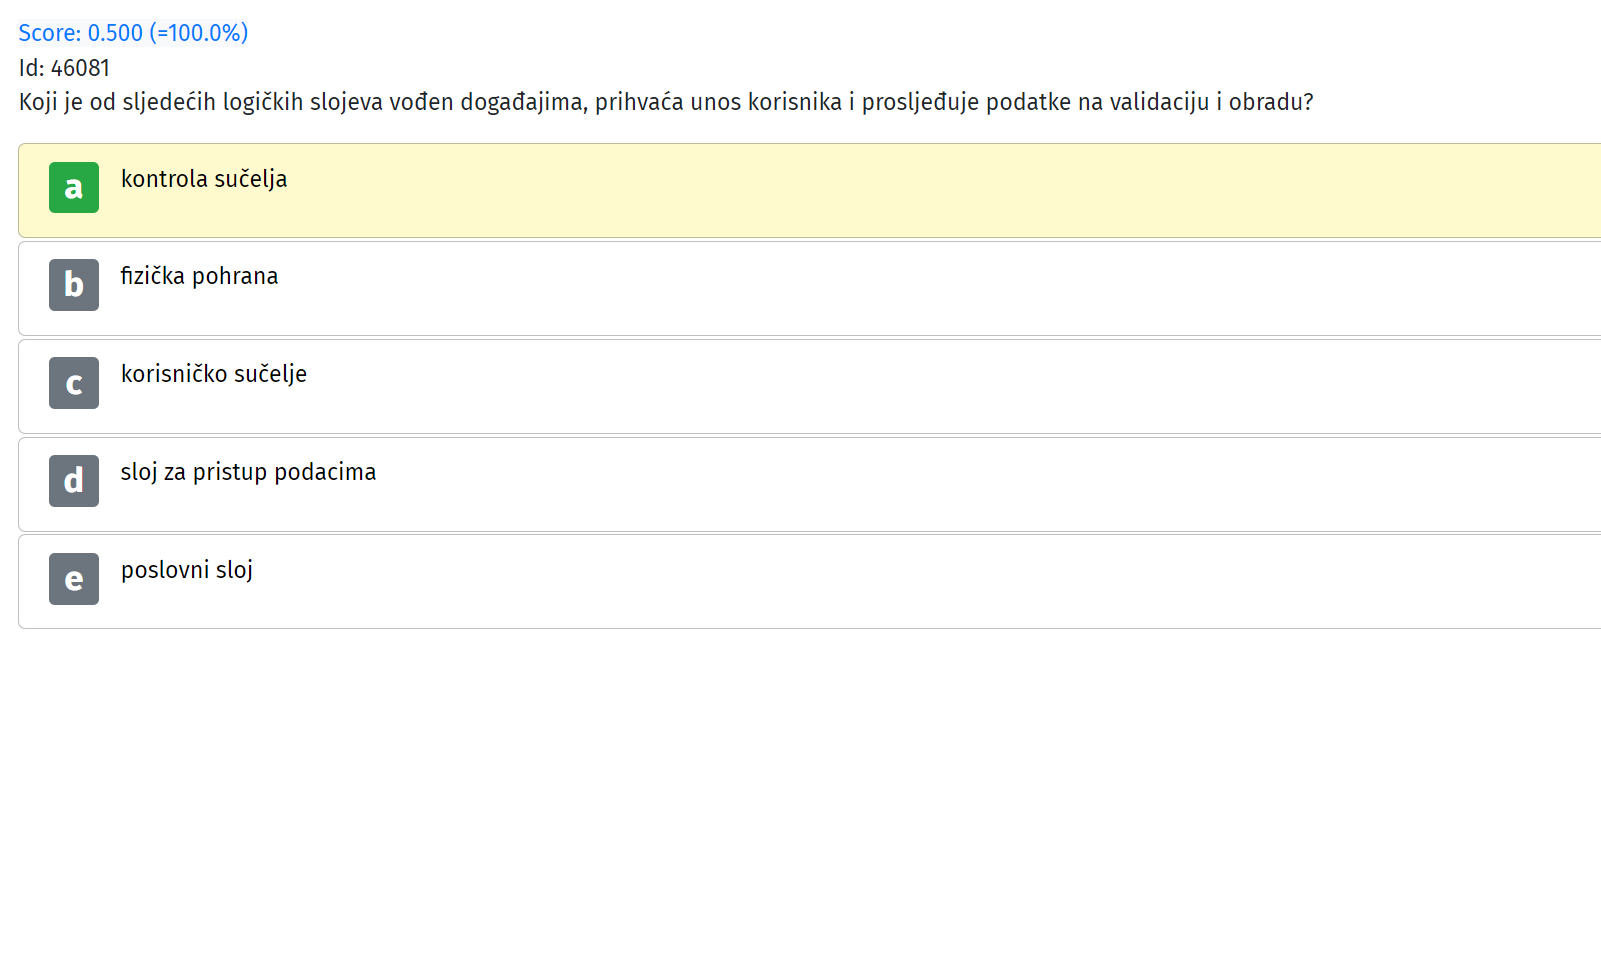 Score: 0.500 (=100.0%)
Id: 46081
Koji je od sljedećih logičkih slojeva vođen događajima, prihvaća unos korisnika i prosljeđuje podatke na validaciju i obradu?
a kontrola sučelja
b fizička pohrana
c korisničko sučelje
d sloj za pristup podacima
e poslovni sloj